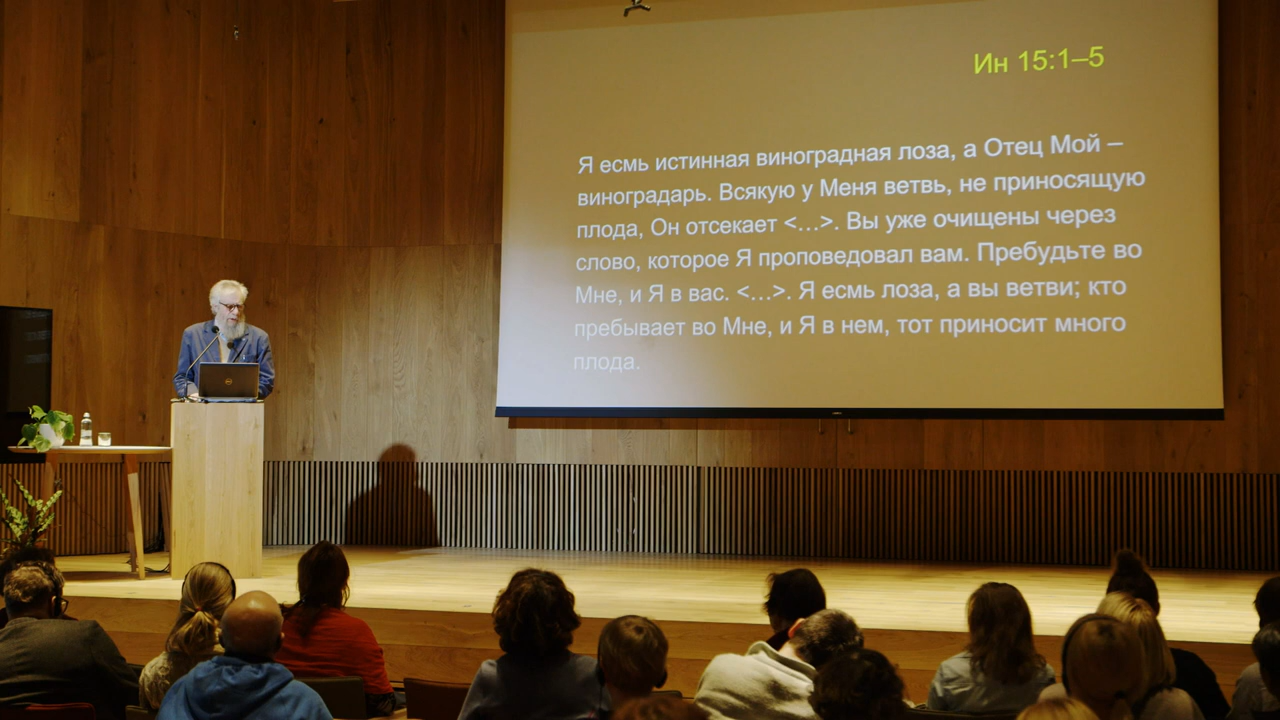 Ин 15:1–5
Я есмь истинная виноградная лоза, а Отец Мой –
виноградарь. Всякую у Меня ветвь, не приносящую
плода, Он отсекает <...>. Вы уже очищены через
слово, которое Я проповедовал вам. Пребудьте во
Мне, и Я в вас. <...>. Я есмь лоза, а вы ветви; кто
пребывает во Мне, и Я в нем, тот приносит много
плода.
DELL